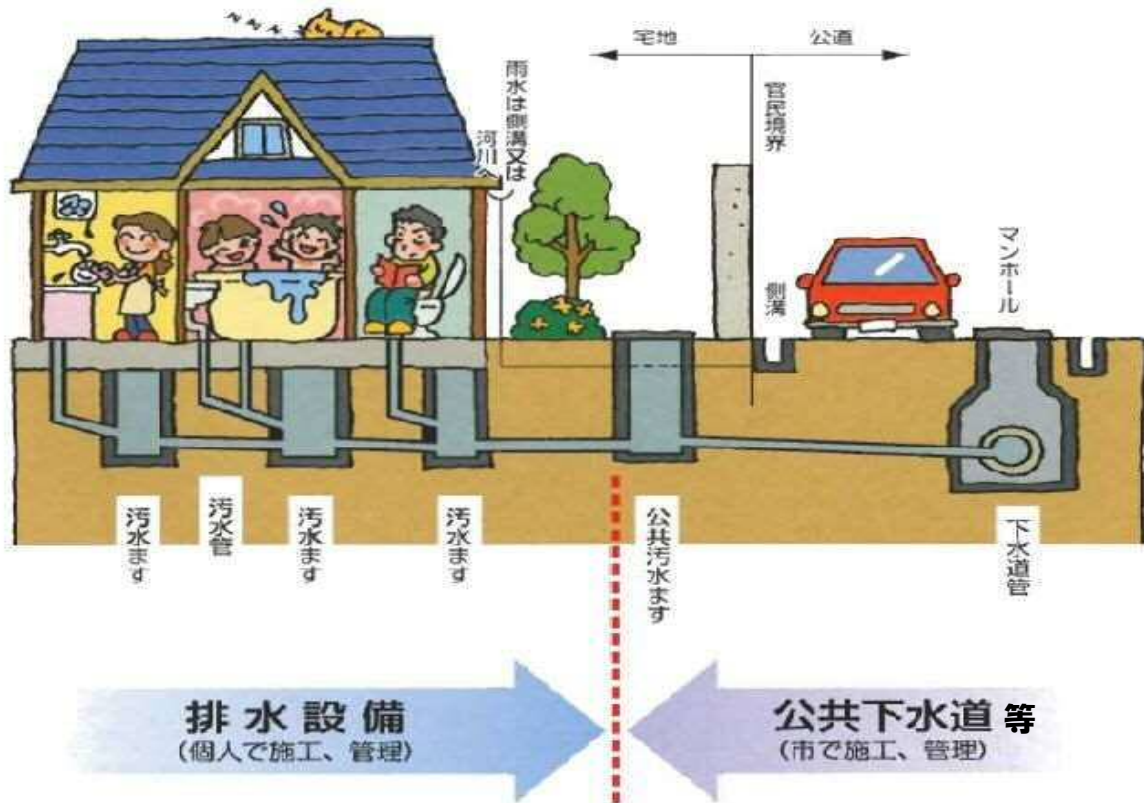 zzzzz
宅地
公道
雨水は側溝又は
河川へ
官民境界
側溝
マンホール
汚水ます
汚水管
汚水ます
汚水ます
公共汚水ます
下水道管
排水設備
(個人で施工、管理)
公共下水道等
(市で施工、管理)